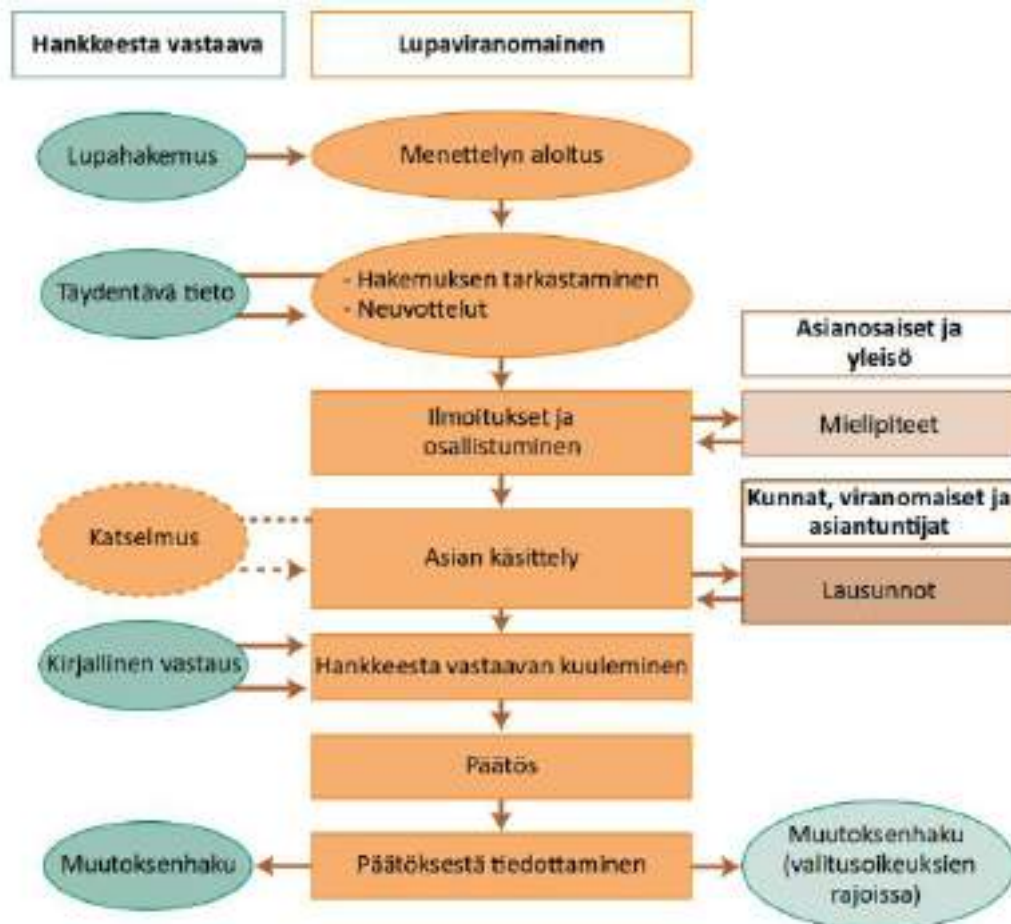 Hankkeesta vastaava
Lupaviranomainen
Lupahakemus
Menettelyn aloitus
Täydentävä tieto
- Hakemuksen tarkastaminen
- Neuvottelut
Asianosaiset ja
yleisö
Ilmoitukset ja
osallistuminen
Mielipiteet
Kunnat, viranomaiset ja
asiantuntijat
Katselmus
Asian käsittely
Lausunnot
Kirjallinen vastaus
Hankkeesta vastaavan kuuleminen
Päätös
Muutoksenhaku
Päätöksestä tiedottaminen
Muutoksenhaku
(valitusoikeuksien
rajoissa)